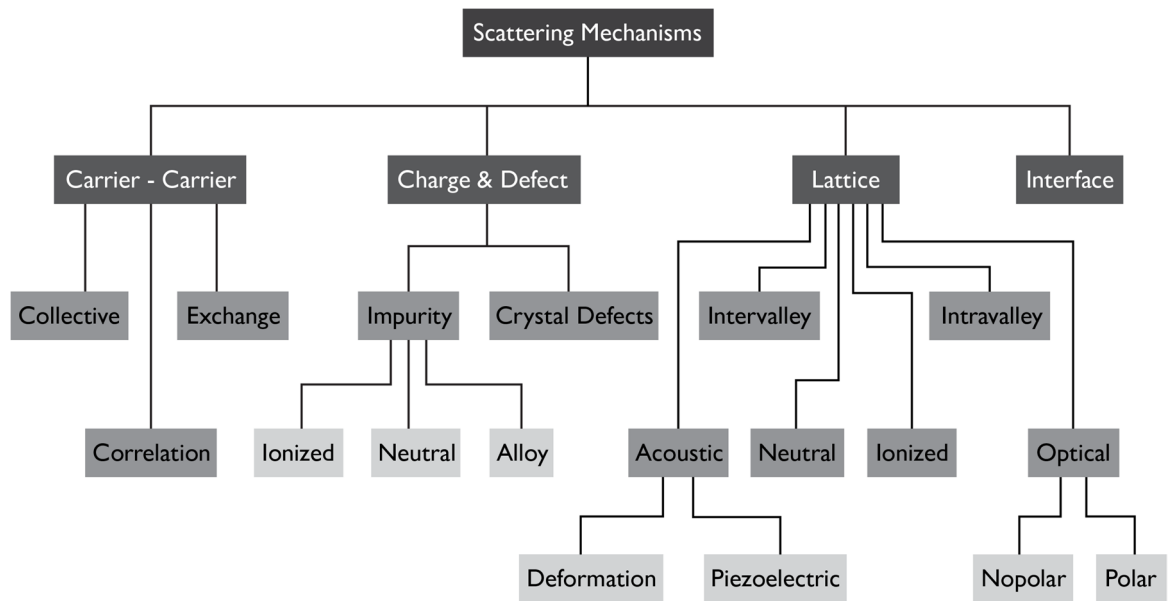 Scattering Mechanisms
Carrier - Carrier
Charge & Defect
Lattice
Interface
Collective
Exchange
Impurity
Crystal Defects
Intervalley
Intravalley
Correlation
Ionized
Neutral
Alloy
Acoustic
Neutral
Ionized
Optical
Deformation
Piezoelectric
Nopolar
Polar